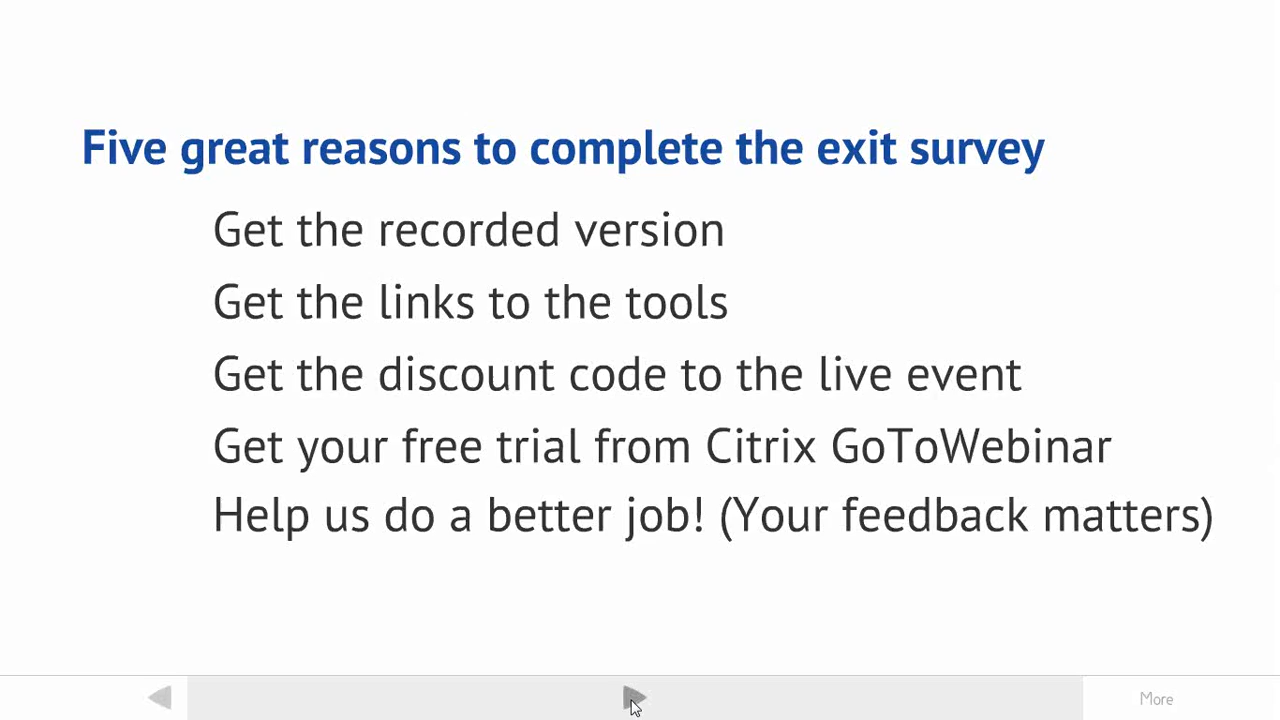 Five great reasons to complete the exit survey
Get the recorded version
Get the links to the tools
Get the discount code to the live event
Get your free trial from Citrix GoToWebinar
Help us do a better job! (Your feedback matters)
More